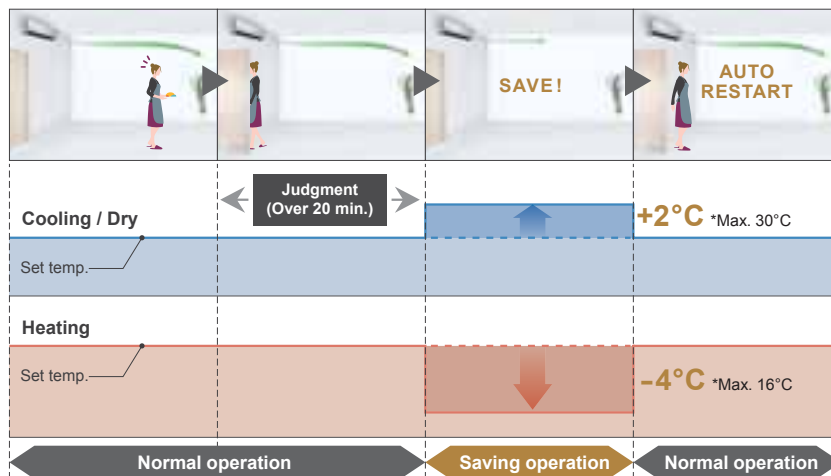 SAVE!
AUTO
RESTART
Judgment
(Over 20 min.)
Cooling / Dry
+2°C *Max. 30°C
Set temp.
Heating
Set temp.
–4°C *Max. 16°C
Normal operation
Saving operation
Normal operation